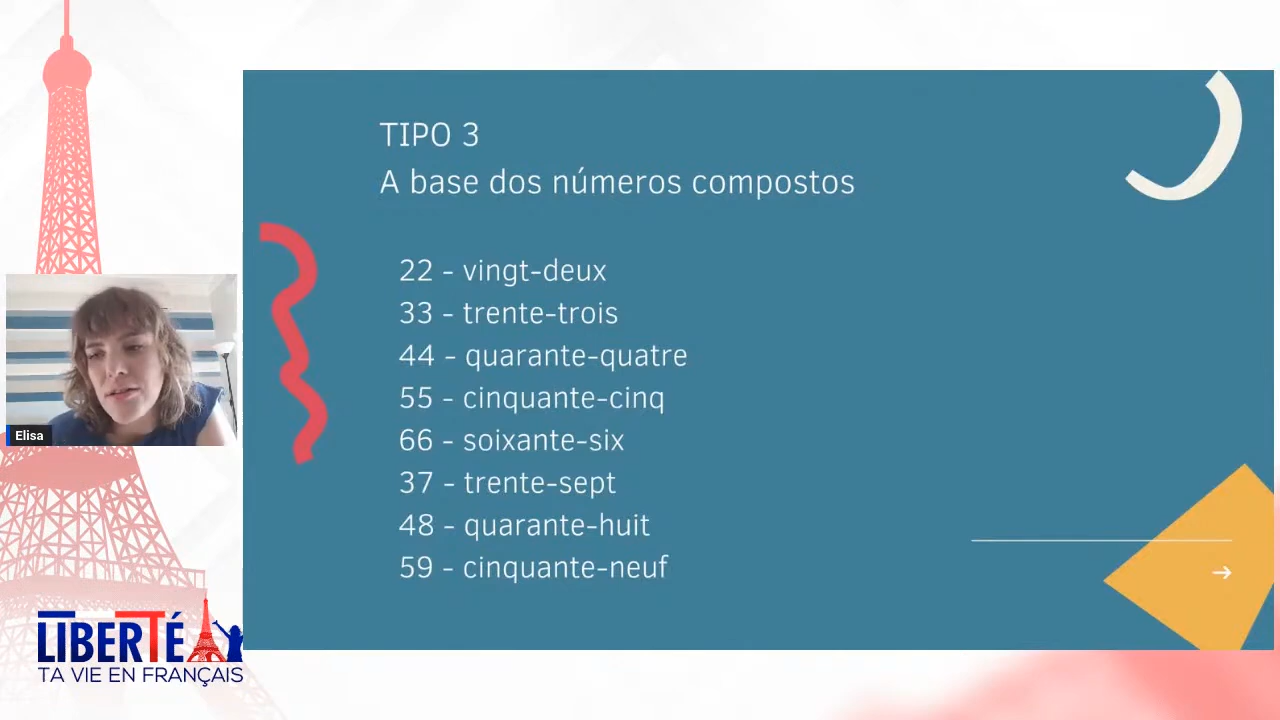 TIPO 3
A base dos números compostos
22 - vingt-deux
33 - trente-trois
44 - quarante-quatre
55 - cinquante-cinq
66 - soixante-six
37 - trente-sept
48 - quarante-huit
59 - cinquante-neuf
Elisa
LIBERTÉ
TA VIE EN FRANÇAIS